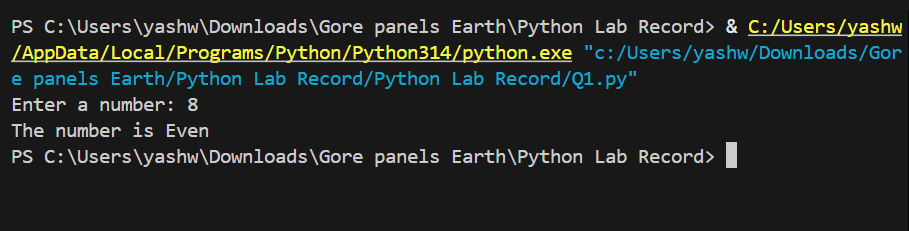 PS C:\Users\yashw\Downloads\Gore panels Earth\Python Lab Record> & C:/Users/yashw
/AppData/Local/Programs/Python/Python314/python.exe "c:/Users/yashw/Downloads/Gor
e panels Earth/Python Lab Record/Python Lab Record/Q1.py"
Enter a number: 8
The number is Even
PS C:\Users\yashw\Downloads\Gore panels Earth\Python Lab Record>